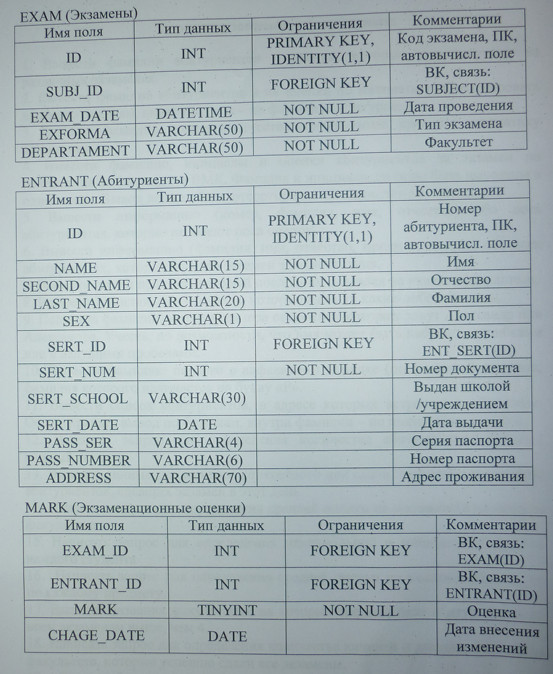 EXAM (Экзамены)
Имя поля Тип данных Ограничения Комментарии
ID INT PRIMARY KEY, IDENTITY(1,1) Код экзамена, ПК, автовычисл. поле
SUBJ_ID INT FOREIGN KEY ВК, связь: SUBJECT(ID)
EXAM_DATE DATETIME NOT NULL Дата проведения
EXFORMA VARCHAR(50) NOT NULL Тип экзамена
DEPARTAMENT VARCHAR(50) NOT NULL Факультет
ENTRANT (Абитуриенты)
Имя поля Тип данных Ограничения Комментарии
ID INT PRIMARY KEY, IDENTITY(1,1) Номер абитуриента, ПК, автовычисл. поле
NAME VARCHAR(15) NOT NULL Имя
SECOND_NAME VARCHAR(15) NOT NULL Отчество
LAST_NAME VARCHAR(20) NOT NULL Фамилия
SEX VARCHAR(1) NOT NULL Пол
SERT_ID INT FOREIGN KEY ВК, связь: ENT_SERT(ID)
SERT_NUM INT NOT NULL Номер документа
SERT_SCHOOL VARCHAR(30) Выдан школой /учреждением
SERT_DATE DATE Дата выдачи
PASS_SER VARCHAR(4) Серия паспорта
PASS_NUMBER VARCHAR(6) Номер паспорта
ADDRESS VARCHAR(70) Адрес проживания
MARK (Экзаменационные оценки)
Имя поля Тип данных Ограничения Комментарии
EXAM_ID INT FOREIGN KEY ВК, связь: EXAM(ID)
ENTRANT_ID INT FOREIGN KEY ВК, связь: ENTRANT(ID)
MARK TINYINT NOT NULL Оценка
CHAGE_DATE DATE Дата внесения изменений